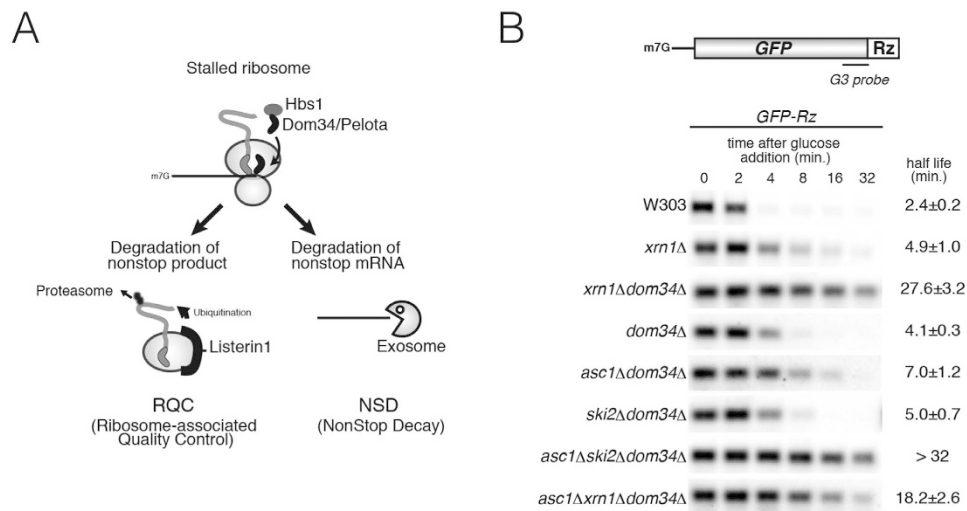 A
Stalled ribosome
Hbs1
Dom34/Pelota
m7G
Degradation of
nonstop product
Degradation of
nonstop mRNA
Proteasome
Ubiquitination
Listerin1
Exosome
RQC
(Ribosome-associated
Quality Control)
NSD
(NonStop Decay)
B
m7G GFP Rz
G3 probe
GFP-Rz
time after glucose
addition (min.)
half life
(min.)
0 2 4 8 16 32
W303 2.4±0.2
xrn1Δ 4.9±1.0
xrn1Δdom34Δ 27.6±3.2
dom34Δ 4.1±0.3
asc1Δdom34Δ 7.0±1.2
ski2Δdom34Δ 5.0±0.7
asc1Δski2Δdom34Δ > 32
asc1Δxrn1Δdom34Δ 18.2±2.6